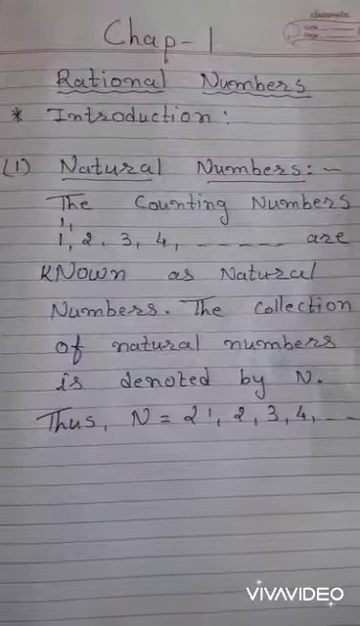 classmate
Chap-1
Rational Numbers
* Introduction:
(1) Natural Numbers:-
The Counting Numbers
1, 2, 3, 4, ------ are
KNOWN as Natural
Numbers. The Collection
of natural numbers
is denoted by N.
Thus, N = {1, 2, 3, 4, --
VIVAVIDEO